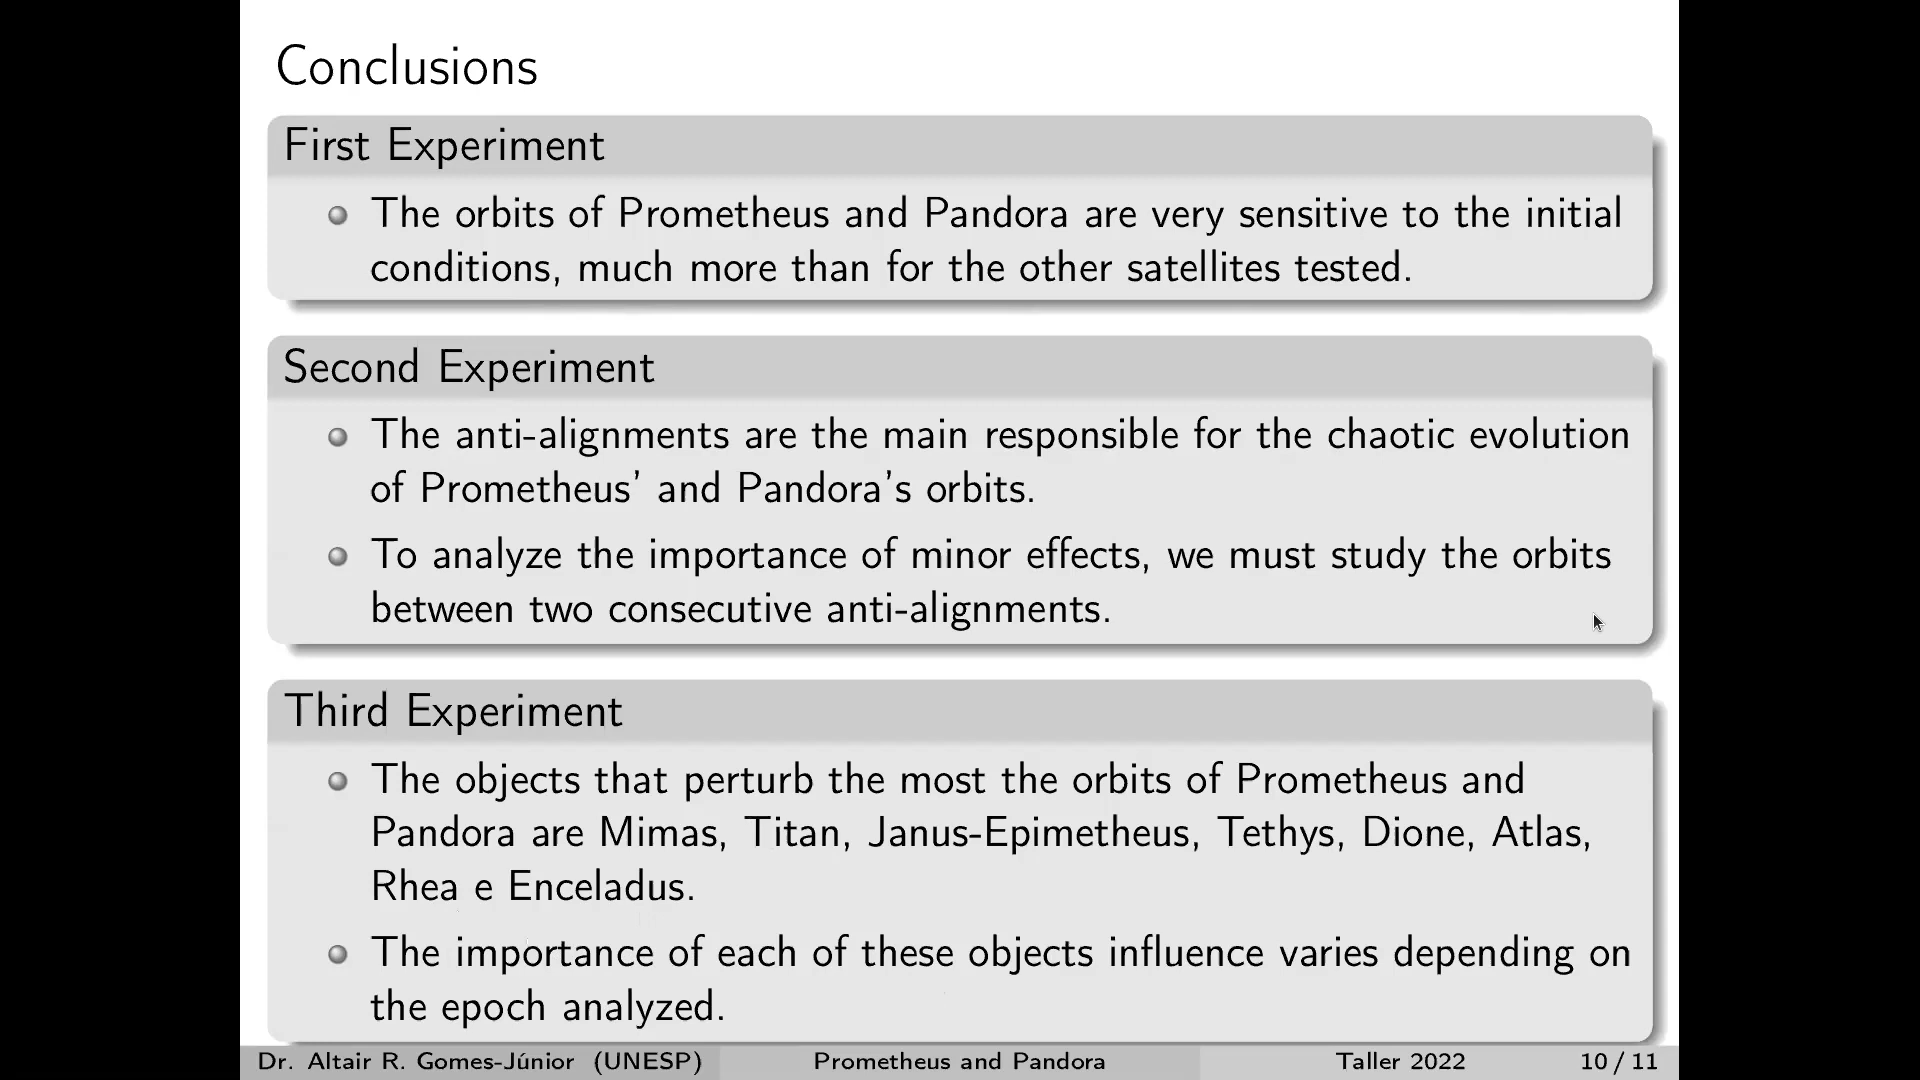 Conclusions
First Experiment
The orbits of Prometheus and Pandora are very sensitive to the initial
conditions, much more than for the other satellites tested.
Second Experiment
The anti-alignments are the main responsible for the chaotic evolution
of Prometheus' and Pandora's orbits.
To analyze the importance of minor effects, we must study the orbits
between two consecutive anti-alignments.
Third Experiment
The objects that perturb the most the orbits of Prometheus and
Pandora are Mimas, Titan, Janus-Epimetheus, Tethys, Dione, Atlas,
Rhea e Enceladus.
The importance of each of these objects influence varies depending on
the epoch analyzed.
Dr. Altair R. Gomes-Júnior (UNESP) Prometheus and Pandora Taller 2022 10 / 11